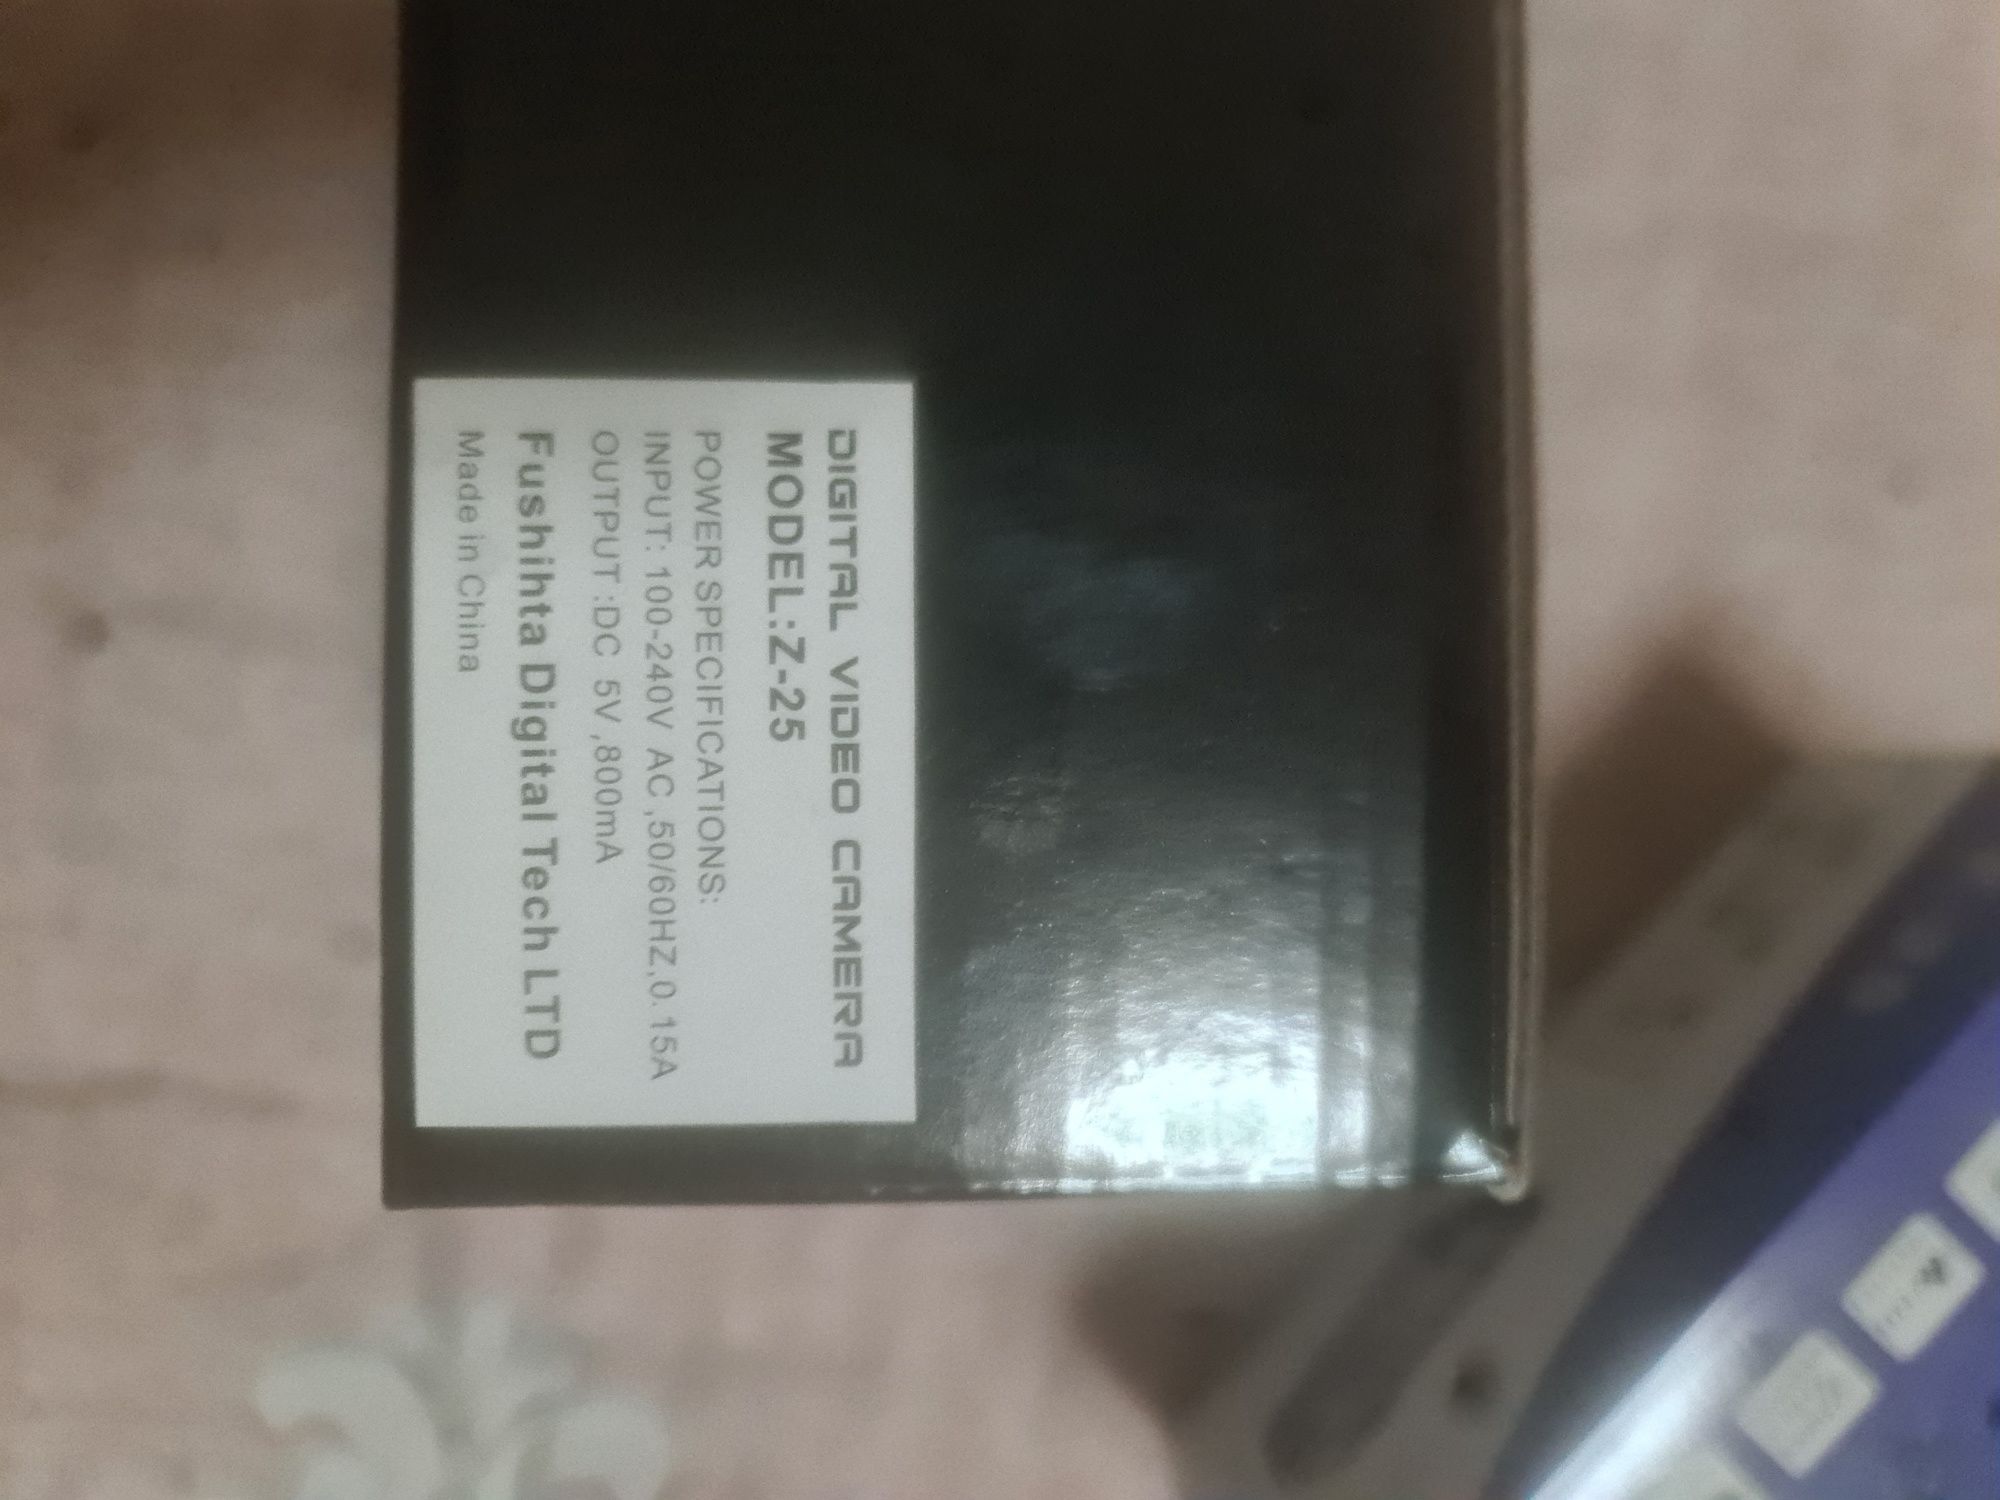 DIGITAL VIDEO CAMERA
MODEL:Z-25
POWER SPECIFICATIONS:
INPUT: 100-240V AC ,50/60HZ,0.15A
OUTPUT :DC 5V ,800mA
Fushihta Digital Tech LTD
Made in China